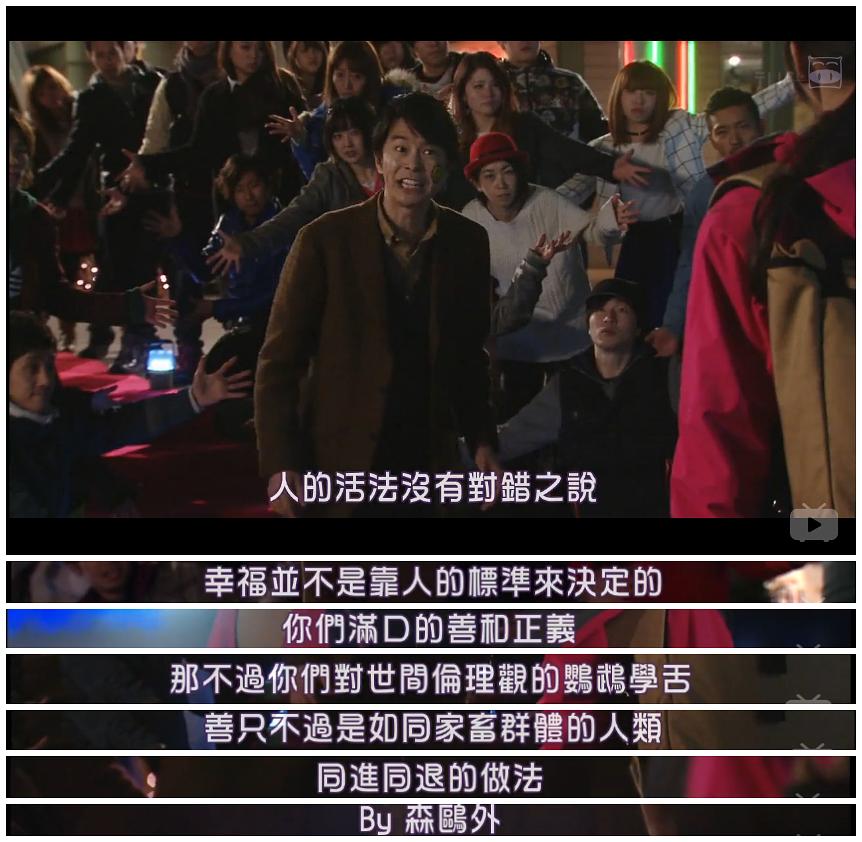 人的活法沒有對錯之說
幸福並不是靠人的標準來決定的
你們滿口的善和正義
那不過你們對世間倫理觀的鸚鵡學舌
善只不過是如同家畜群體的人類
同進同退的做法
By 森鷗外